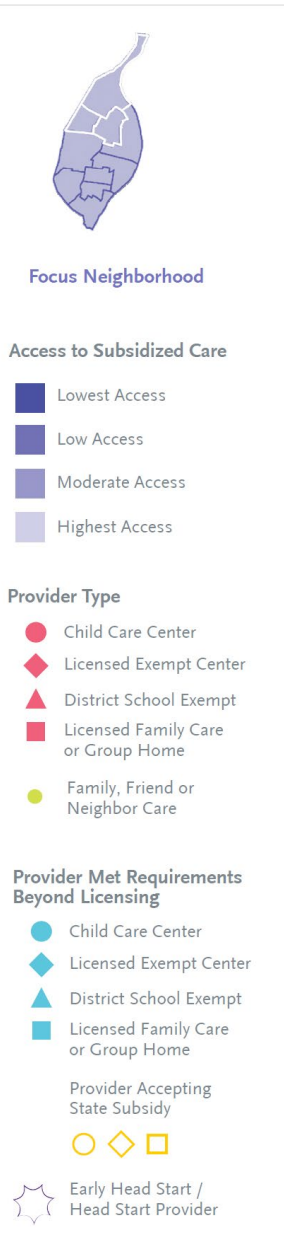 Focus Neighborhood
Access to Subsidized Care
Lowest Access
Low Access
Moderate Access
Highest Access
Provider Type
Child Care Center
Licensed Exempt Center
District School Exempt
Licensed Family Care
or Group Home
Family, Friend or
Neighbor Care
Provider Met Requirements
Beyond Licensing
Child Care Center
Licensed Exempt Center
District School Exempt
Licensed Family Care
or Group Home
Provider Accepting
State Subsidy
Early Head Start /
Head Start Provider